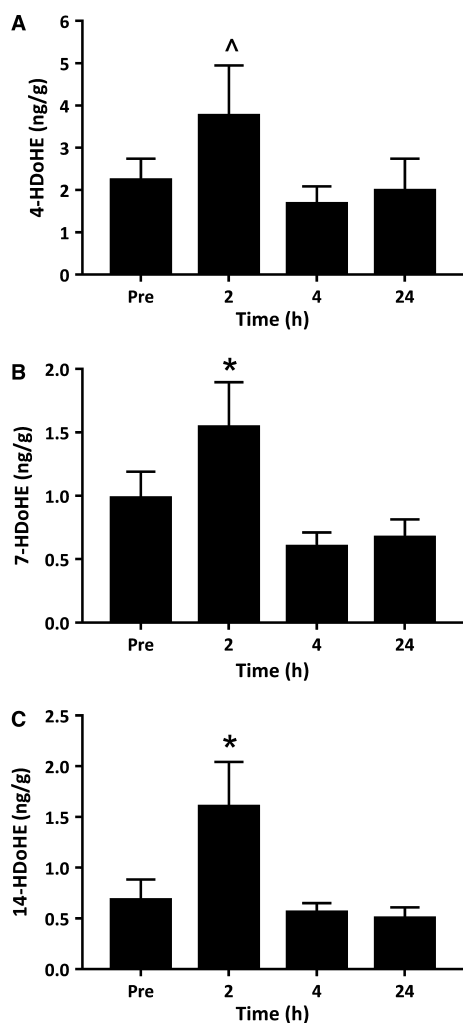 A
4-HDoHE (ng/g)
6
5
4
3
2
1
0
^
Pre 2 4 24
Time (h)
B
7-HDoHE (ng/g)
2.0
1.5
1.0
0.5
0.0
*
Pre 2 4 24
Time (h)
C
14-HDoHE (ng/g)
2.5
2.0
1.5
1.0
0.5
0.0
*
Pre 2 4 24
Time (h)